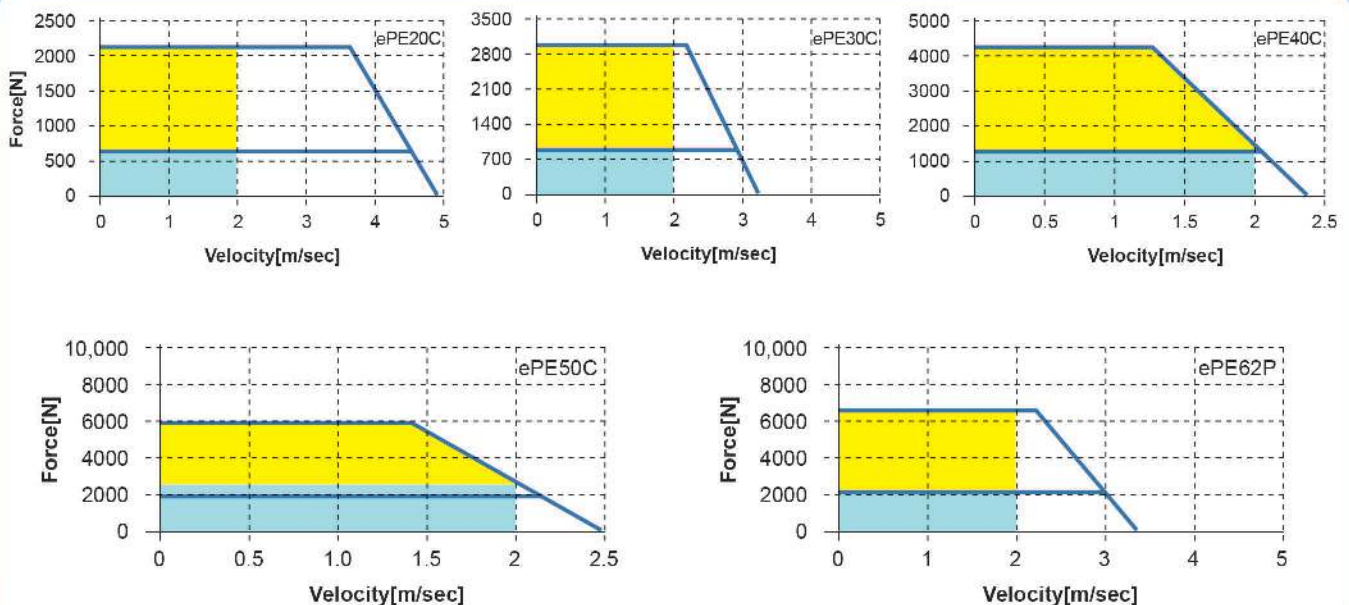 ePE20C
Force[N]
2500
2000
1500
1000
500
0
0 1 2 3 4 5
Velocity[m/sec]
ePE30C
3500
2800
2100
1400
700
0
0 1 2 3 4 5
Velocity[m/sec]
ePE40C
5000
4000
3000
2000
1000
0
0 0.5 1 1.5 2 2.5
Velocity[m/sec]
ePE50C
Force[N]
10,000
8000
6000
4000
2000
0
0 0.5 1.0 1.5 2 2.5
Velocity[m/sec]
ePE62P
Force[N]
10,000
8000
6000
4000
2000
0
0 1 2 3 4 5
Velocity[m/sec]